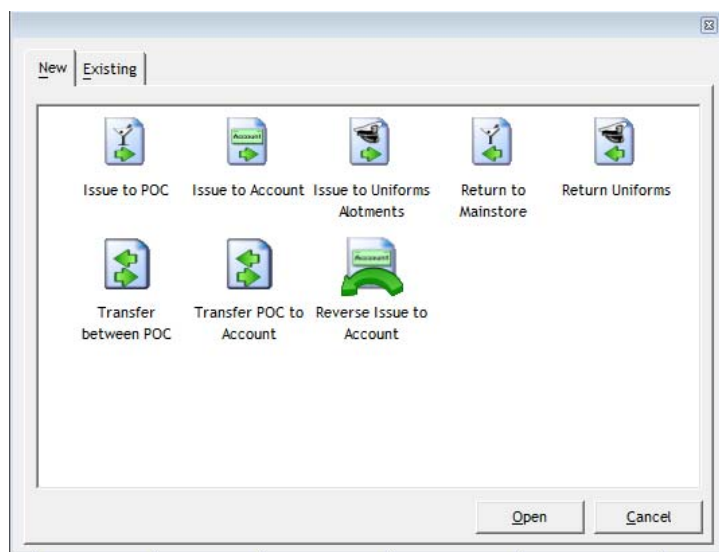 New Existing
Issue to POC Issue to Account Issue to Uniforms Return to Return Uniforms
Alotments Mainstore
Account
Transfer Transfer POC to Reverse Issue to
between POC Account Account
Account
Open Cancel